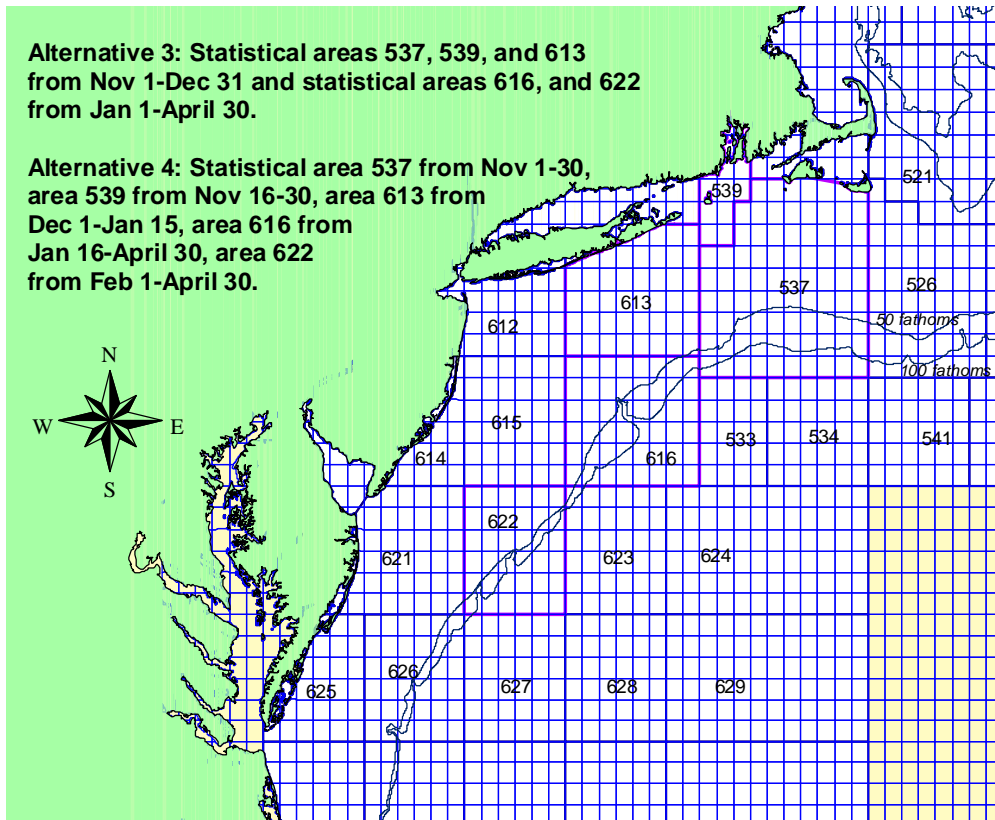 Alternative 3: Statistical areas 537, 539, and 613
from Nov 1-Dec 31 and statistical areas 616, and 622
from Jan 1-April 30.
Alternative 4: Statistical area 537 from Nov 1-30,
area 539 from Nov 16-30, area 613 from
Dec 1-Jan 15, area 616 from
Jan 16-April 30, area 622
from Feb 1-April 30.
521
539
537
526
613
50 fathoms
612
100 fathoms
N
W
E
S
615
614
616
533
534
541
622
621
623
624
626
625
627
628
629